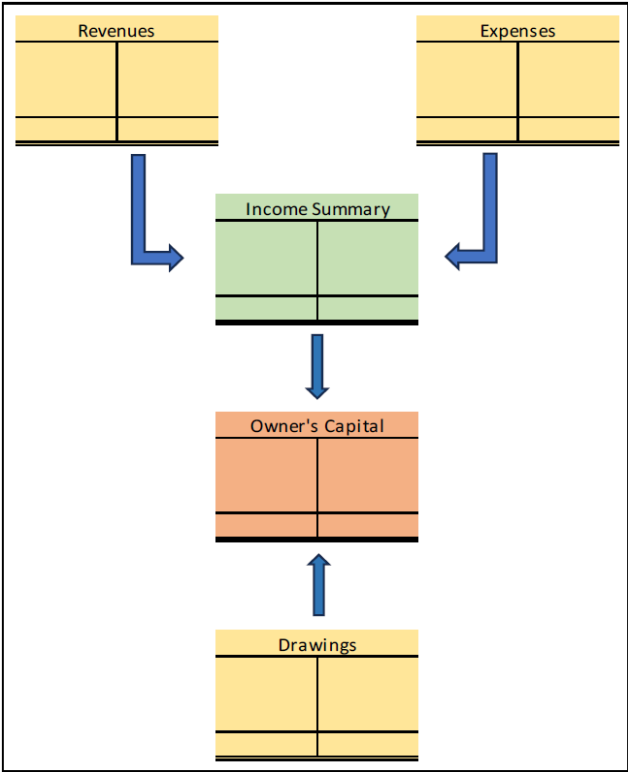 Revenues
Expenses
Income Summary
Owner's Capital
Drawings